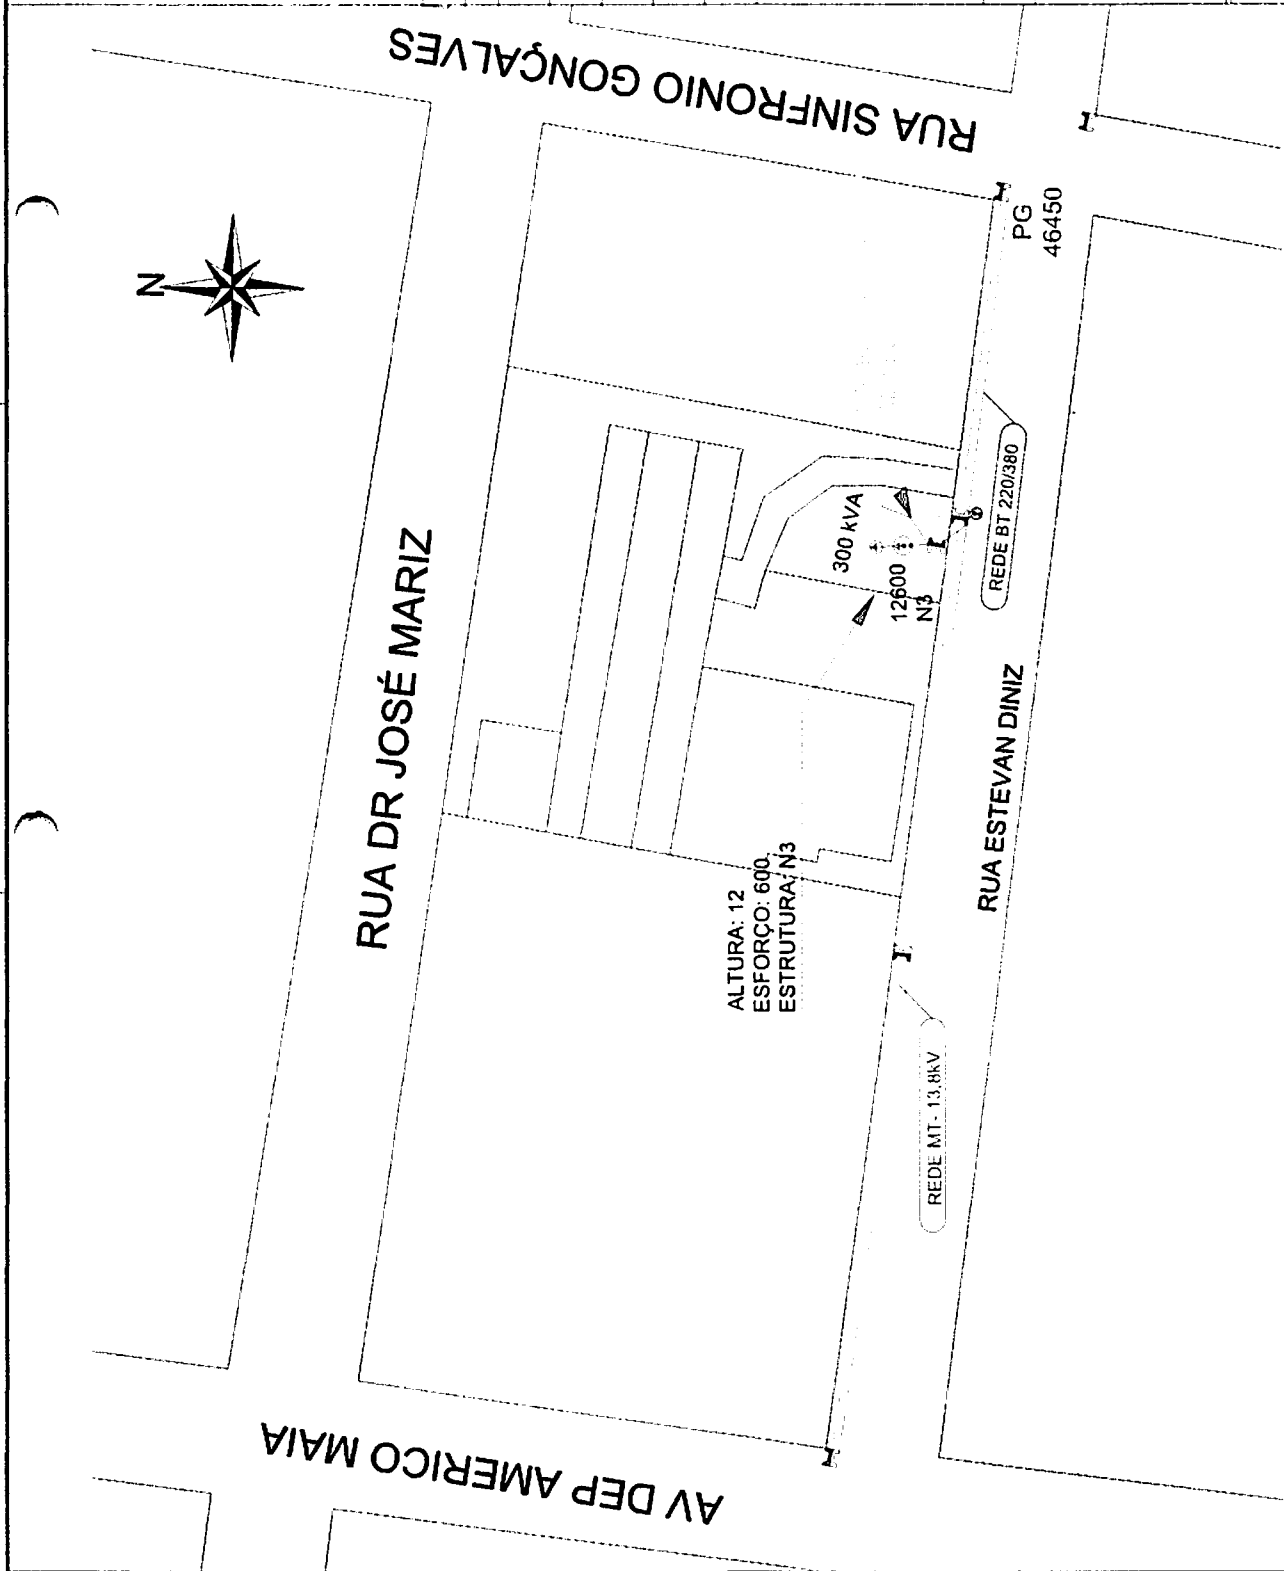 RUA SINFRONIO GONÇALVES
N
RUA DR JOSÉ MARIZ
PG
46450
300 kVA
12600
N3
REDE BT 220/380
ALTURA: 12
ESFORÇO: 600
ESTRUTURA: N3
RUA ESTEVAN DINIZ
REDE MT- 13,8kV
AV DEP AMERICO MAIA